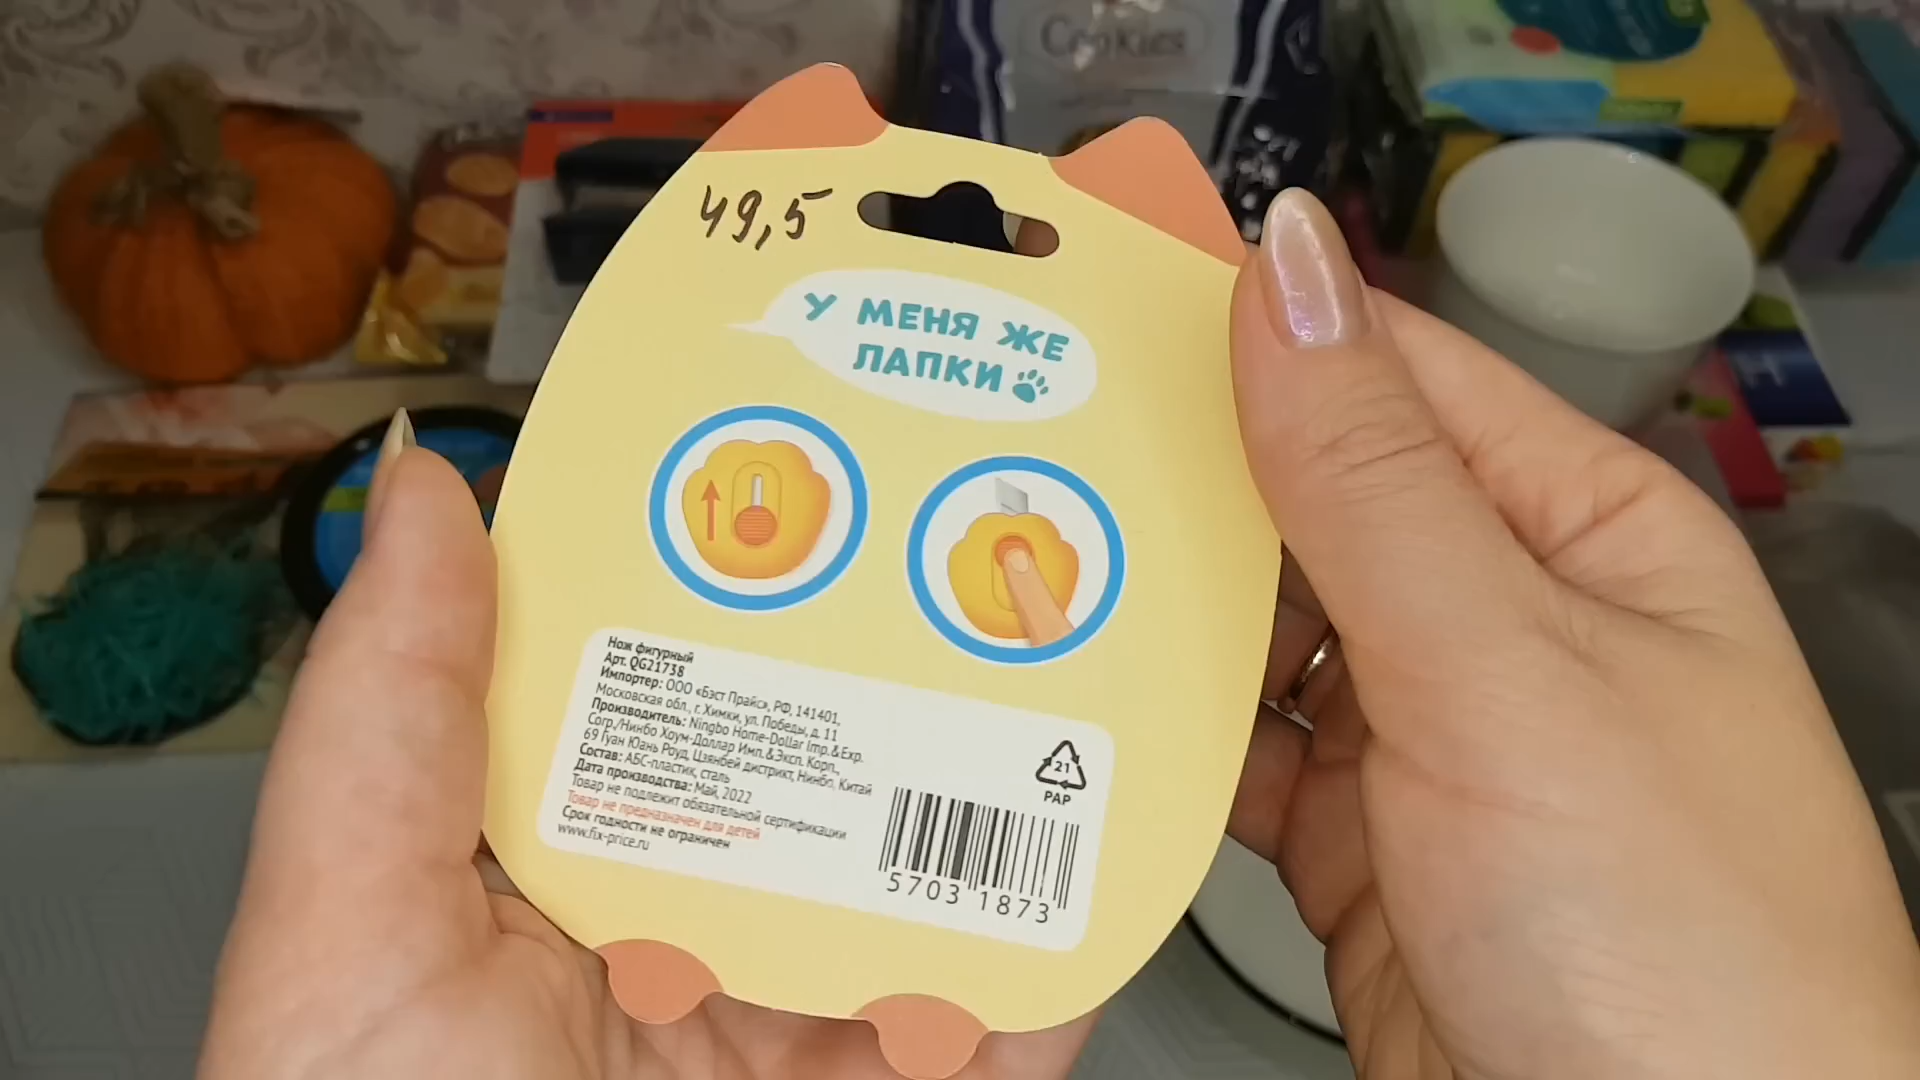 Cookies
49,5
У МЕНЯ ЖЕ
ЛАПКИ
Нож фигурный
Арт. QG21738
Импортер: ООО «Бэст Прайс», РФ, 141401,
Московская обл., г. Химки, ул. Победы, д. 11
Производитель: Ningbo Home-Dollar Imp.&Exp.
Corp./Нинбо Хоум-Доллар Имп.&Эксп. Корп.,
69 Гуан Юань Роуд, Цзянбей дистрикт, Нинбо, Китай
Состав: АБС-пластик, сталь
Дата производства: Май, 2022
Товар не подлежит обязательной сертификации
Товар не предназначен для детей
Срок годности не ограничен
www.fix-price.ru
21
PAP
5703 1873